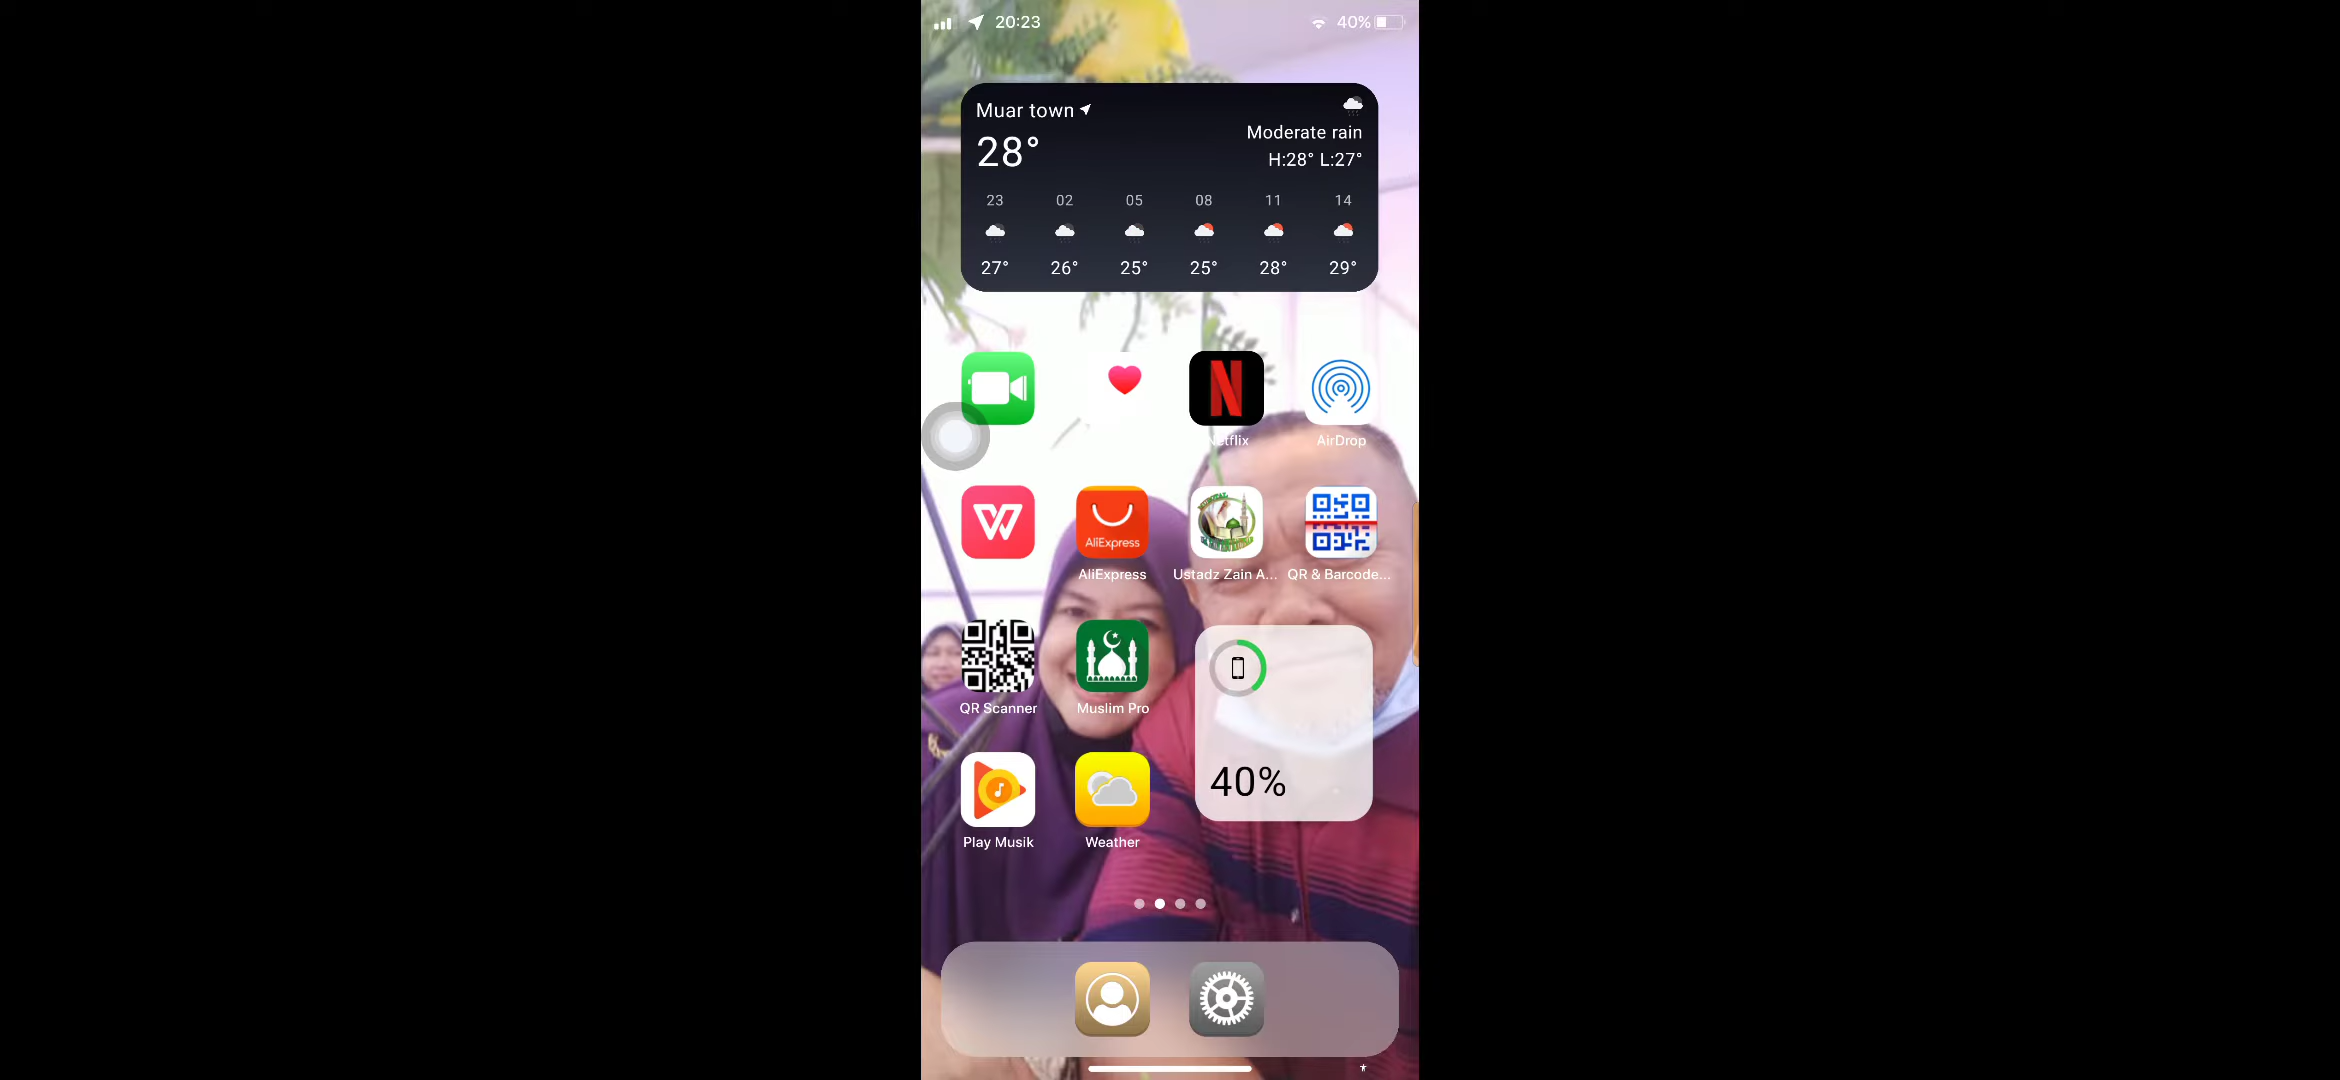 20:23
40%
Muar town
28°
Moderate rain
H:28° L:27°
23 02 05 08 11 14
27° 26° 25° 25° 28° 29°
Netflix
AirDrop
AliExpress
AliExpress
Ustadz Zain A...
QR & Barcode...
QR Scanner
Muslim Pro
40%
Play Musik
Weather